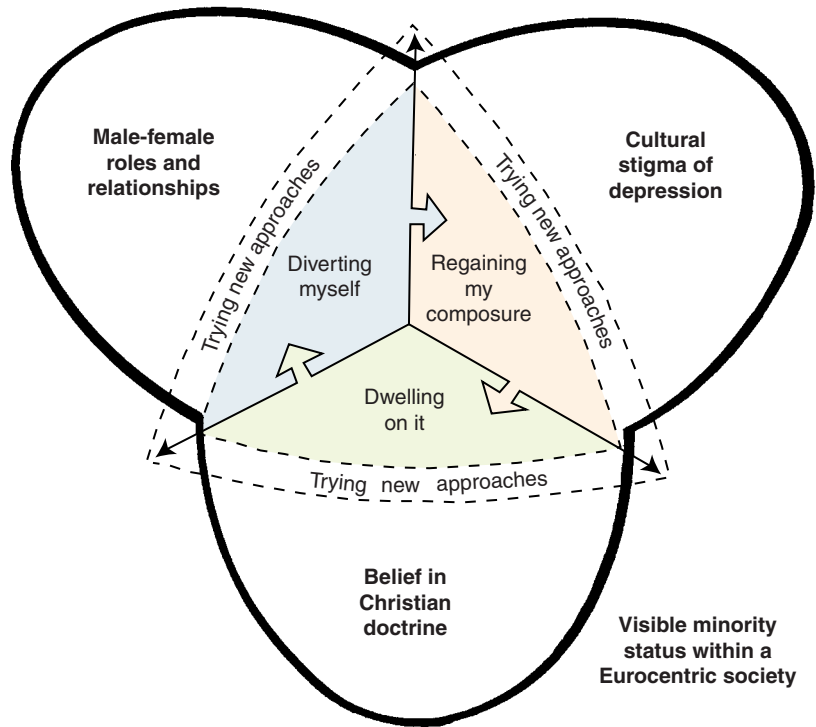 Male-female
roles and
relationships
Cultural
stigma of
depression
Trying new approaches
Trying new approaches
Diverting
myself
Regaining
my
composure
Dwelling
on it
Trying new approaches
Belief in
Christian
doctrine
Visible minority
status within a
Eurocentric society